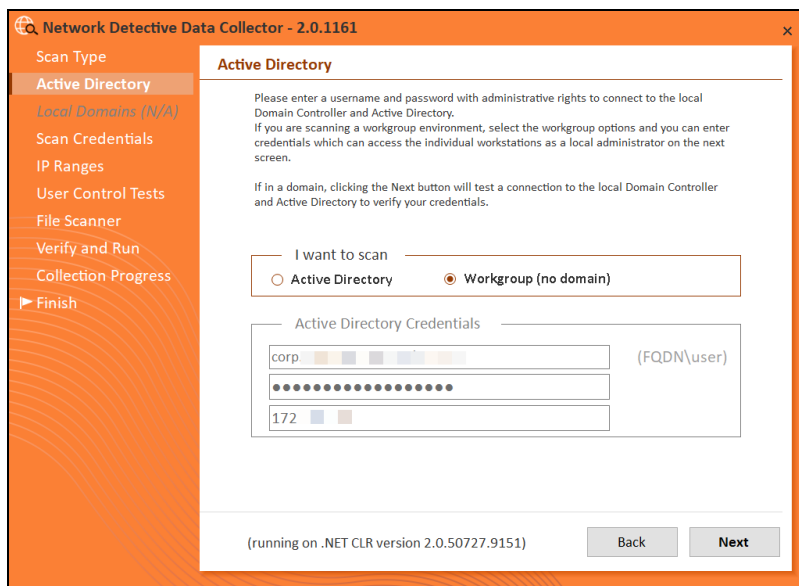 Network Detective Data Collector - 2.0.1161
×
Scan Type
Active Directory
Local Domains (N/A)
Scan Credentials
IP Ranges
User Control Tests
File Scanner
Verify and Run
Collection Progress
Finish
Active Directory
Please enter a username and password with administrative rights to connect to the local
Domain Controller and Active Directory.
If you are scanning a workgroup environment, select the workgroup options and you can enter
credentials which can access the individual workstations as a local administrator on the next
screen.
If in a domain, clicking the Next button will test a connection to the local Domain Controller
and Active Directory to verify your credentials.
I want to scan
Active Directory
Workgroup (no domain)
Active Directory Credentials
corp
(FQDN\user)
●●●●●●●●●●●●●●●●●●
172
(running on .NET CLR version 2.0.50727.9151)
Back
Next